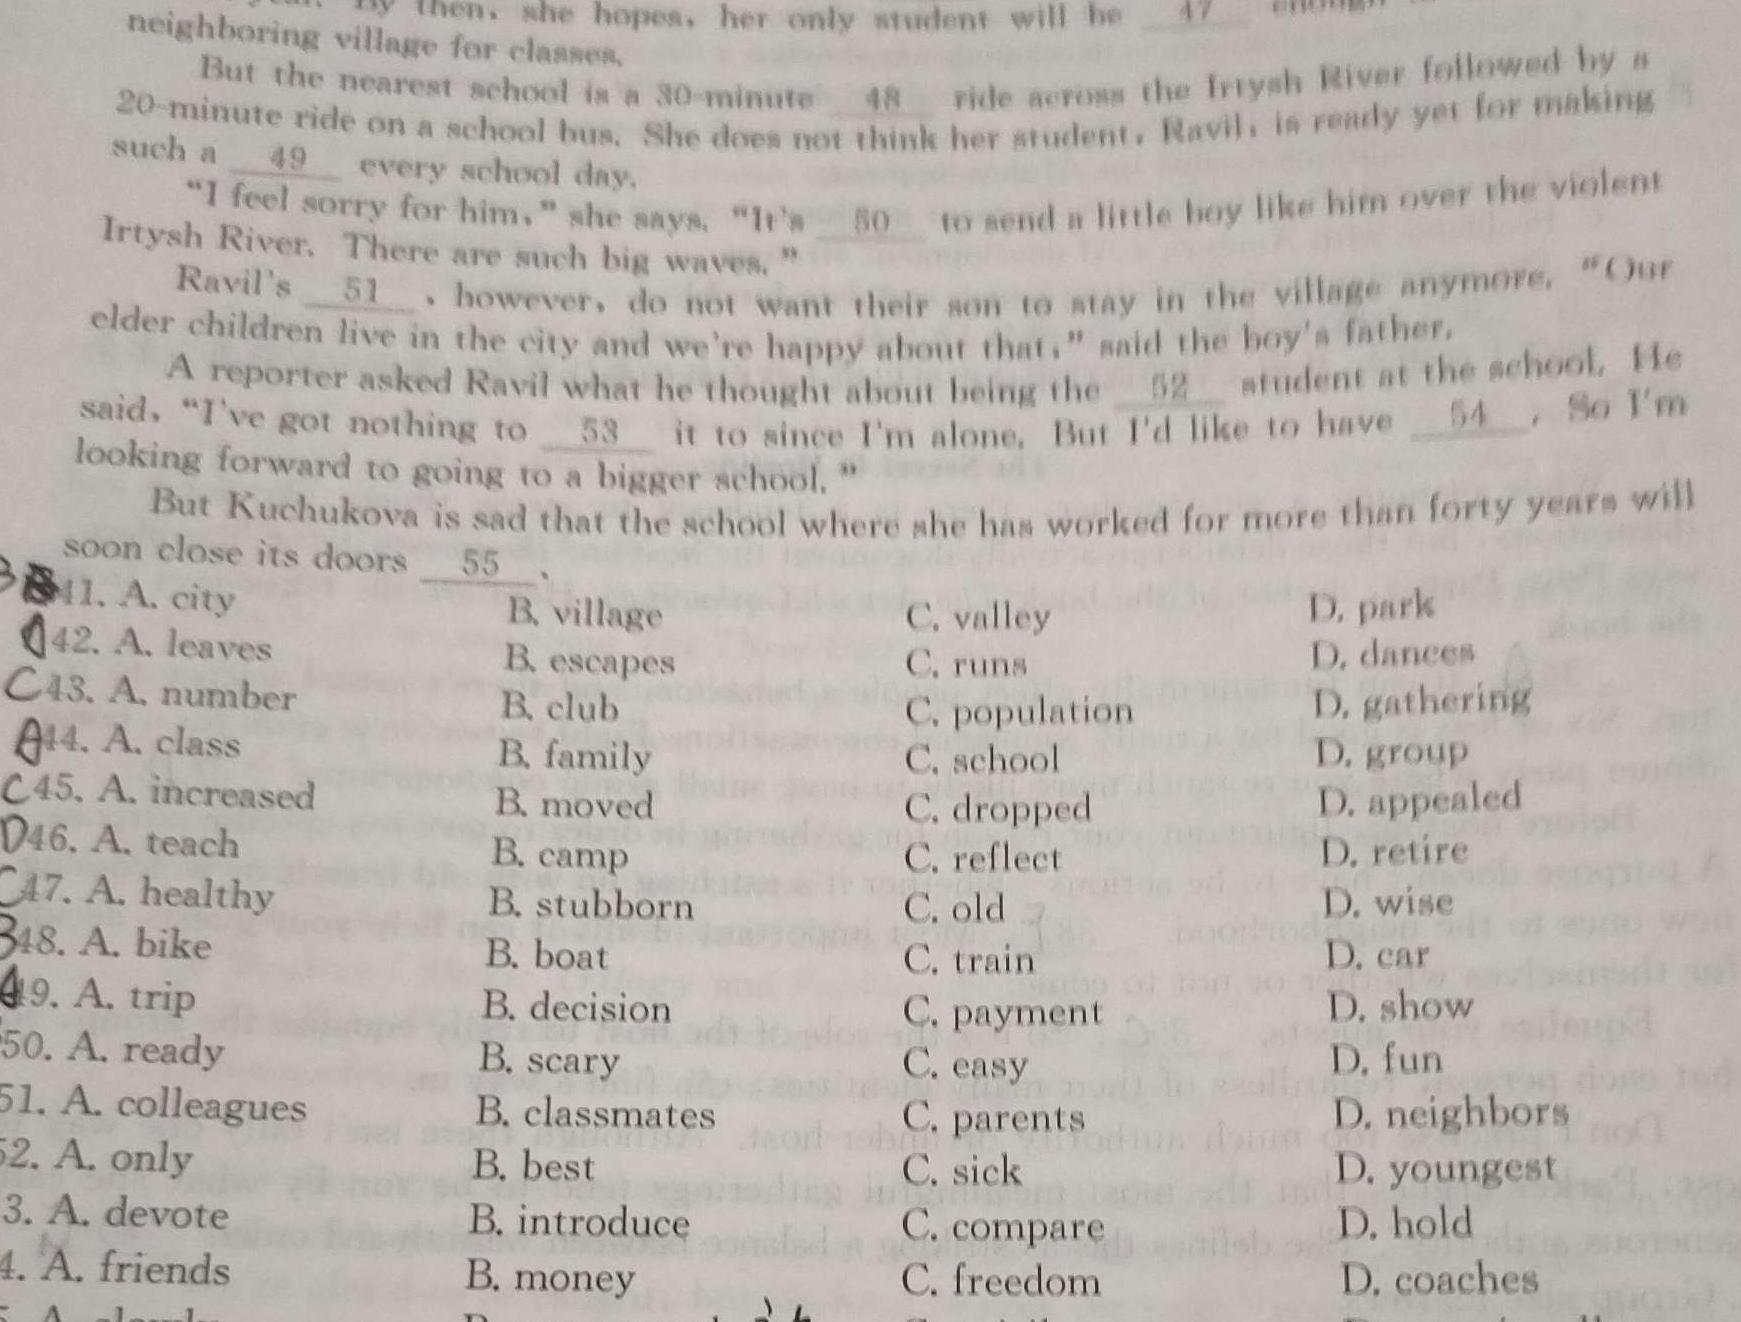 then, she hopes, her only student will be 47
neighboring village for classes.
But the nearest school is a 30-minute 48 ride across the Irtysh River followed by a
20-minute ride on a school bus. She does not think her student, Ravil, is ready yet for making
such a 49 every school day.
"I feel sorry for him," she says. "It's 50 to send a little boy like him over the violent
Irtysh River. There are such big waves."
Ravil's 51, however, do not want their son to stay in the village anymore. "Our
elder children live in the city and we're happy about that," said the boy's father.
A reporter asked Ravil what he thought about being the 52 student at the school. He
said, "I've got nothing to 53 it to since I'm alone. But I'd like to have 54. So I'm
looking forward to going to a bigger school."
But Kuchukova is sad that the school where she has worked for more than forty years will
soon close its doors 55.
B 41. A. city B. village C. valley D. park
42. A. leaves B. escapes C. runs D. dances
C 43. A. number B. club C. population D. gathering
A 44. A. class B. family C. school D. group
C 45. A. increased B. moved C. dropped D. appealed
D 46. A. teach B. camp C. reflect D. retire
C 47. A. healthy B. stubborn C. old D. wise
B 48. A. bike B. boat C. train D. car
A 49. A. trip B. decision C. payment D. show
50. A. ready B. scary C. easy D. fun
51. A. colleagues B. classmates C. parents D. neighbors
52. A. only B. best C. sick D. youngest
3. A. devote B. introduce C. compare D. hold
4. A. friends B. money C. freedom D. coaches